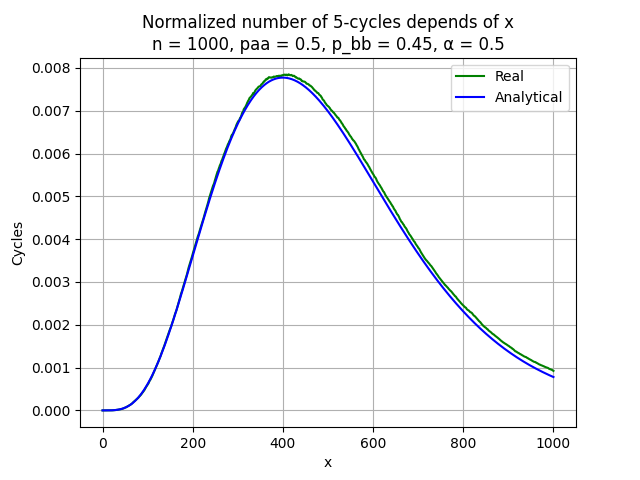 Normalized number of 5-cycles depends of x
n = 1000, paa = 0.5, p_bb = 0.45, α = 0.5
Real
Analytical
0.008
0.007
0.006
0.005
0.004
0.003
0.002
0.001
0.000
Cycles
0 200 400 600 800 1000
x